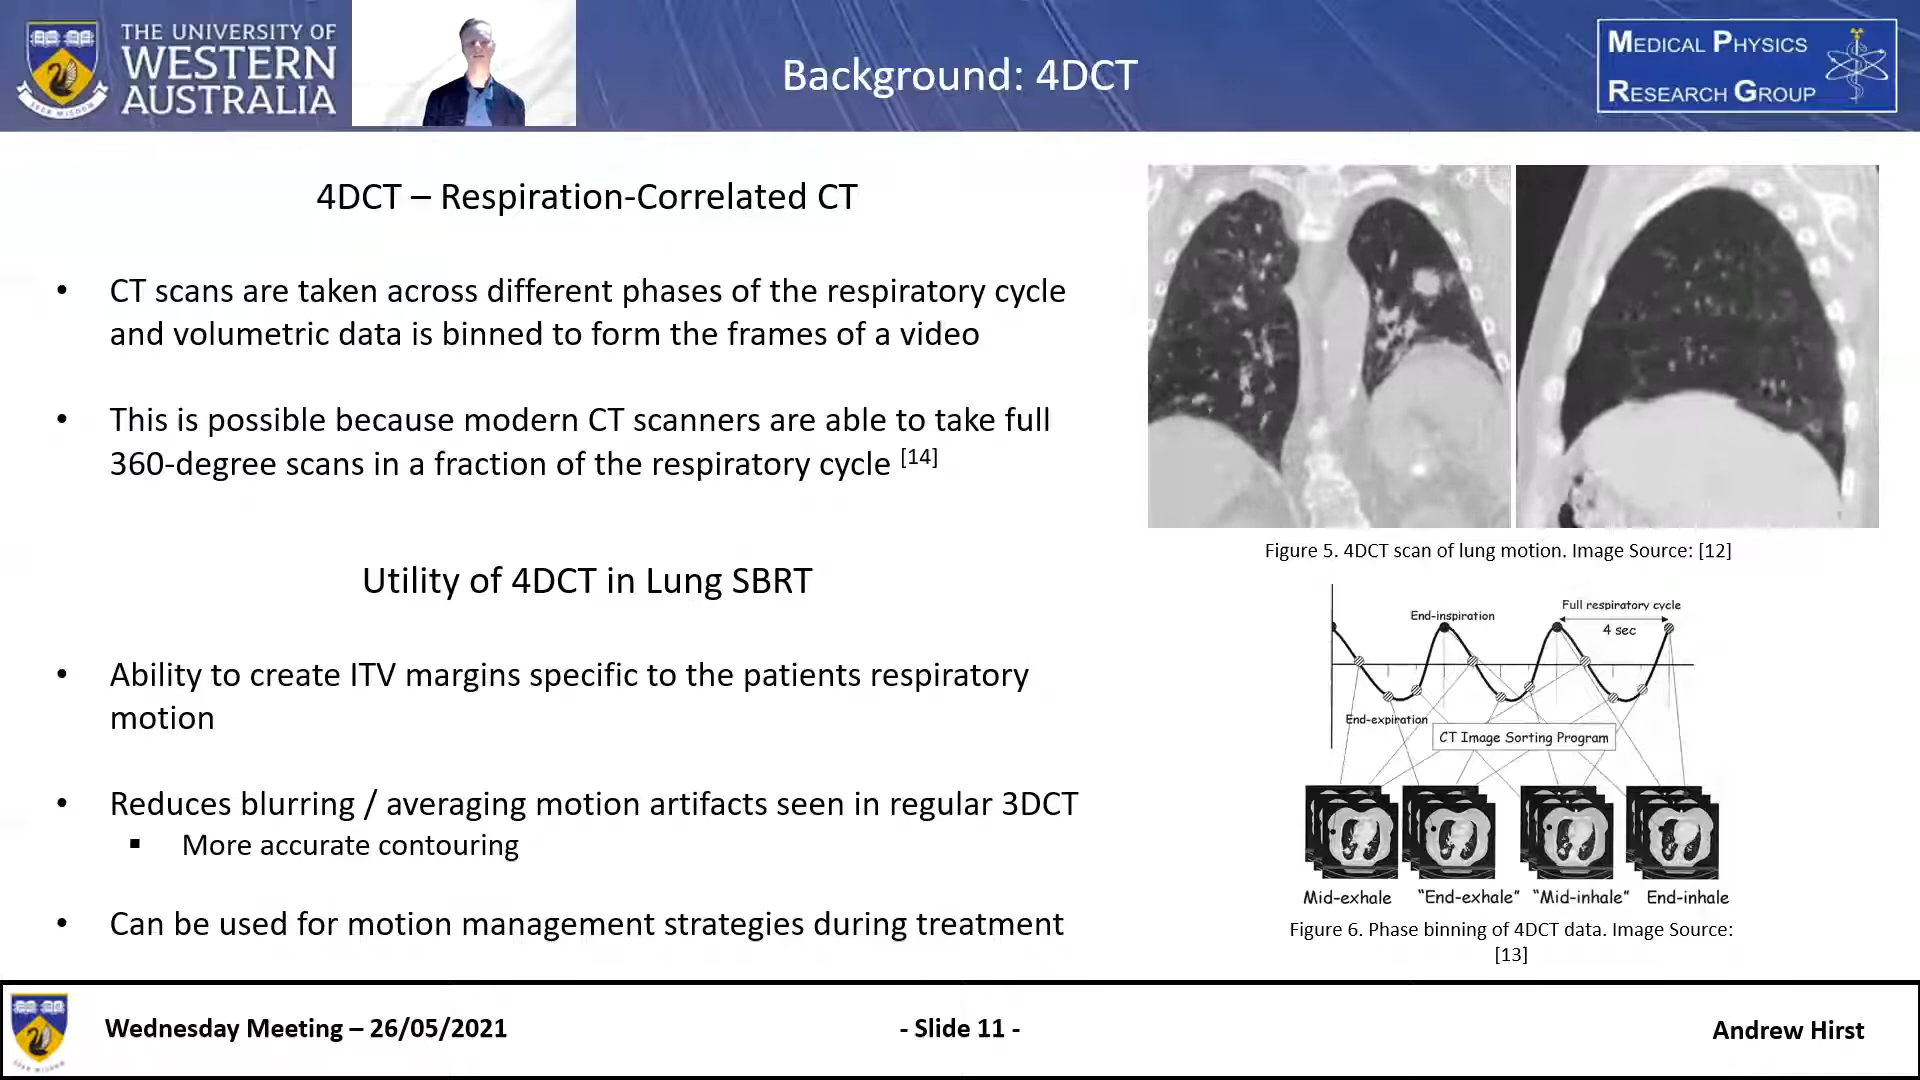 THE UNIVERSITY OF
WESTERN
AUSTRALIA
Background: 4DCT
MEDICAL PHYSICS
RESEARCH GROUP
4DCT – Respiration-Correlated CT
• CT scans are taken across different phases of the respiratory cycle
and volumetric data is binned to form the frames of a video
• This is possible because modern CT scanners are able to take full
360-degree scans in a fraction of the respiratory cycle [14]
Utility of 4DCT in Lung SBRT
• Ability to create ITV margins specific to the patients respiratory
motion
• Reduces blurring / averaging motion artifacts seen in regular 3DCT
▪ More accurate contouring
• Can be used for motion management strategies during treatment
Figure 5. 4DCT scan of lung motion. Image Source: [12]
End-inspiration
Full respiratory cycle
4 sec
End-expiration
CT Image Sorting Program
Mid-exhale
“End-exhale”
“Mid-inhale”
End-inhale
Figure 6. Phase binning of 4DCT data. Image Source:
[13]
Wednesday Meeting – 26/05/2021
- Slide 11 -
Andrew Hirst